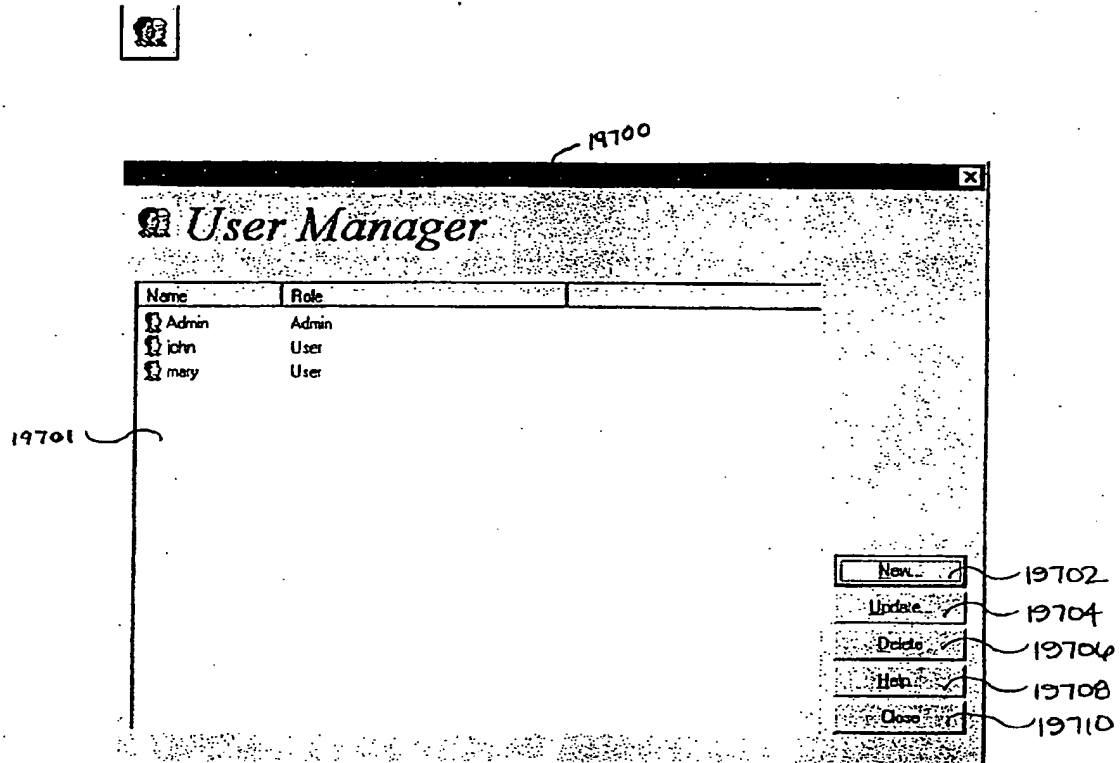 19700
User Manager
Name Role
Admin Admin
john User
mary User
19701
New... 19702
Update... 19704
Delete 19706
Help... 19708
Close 19710